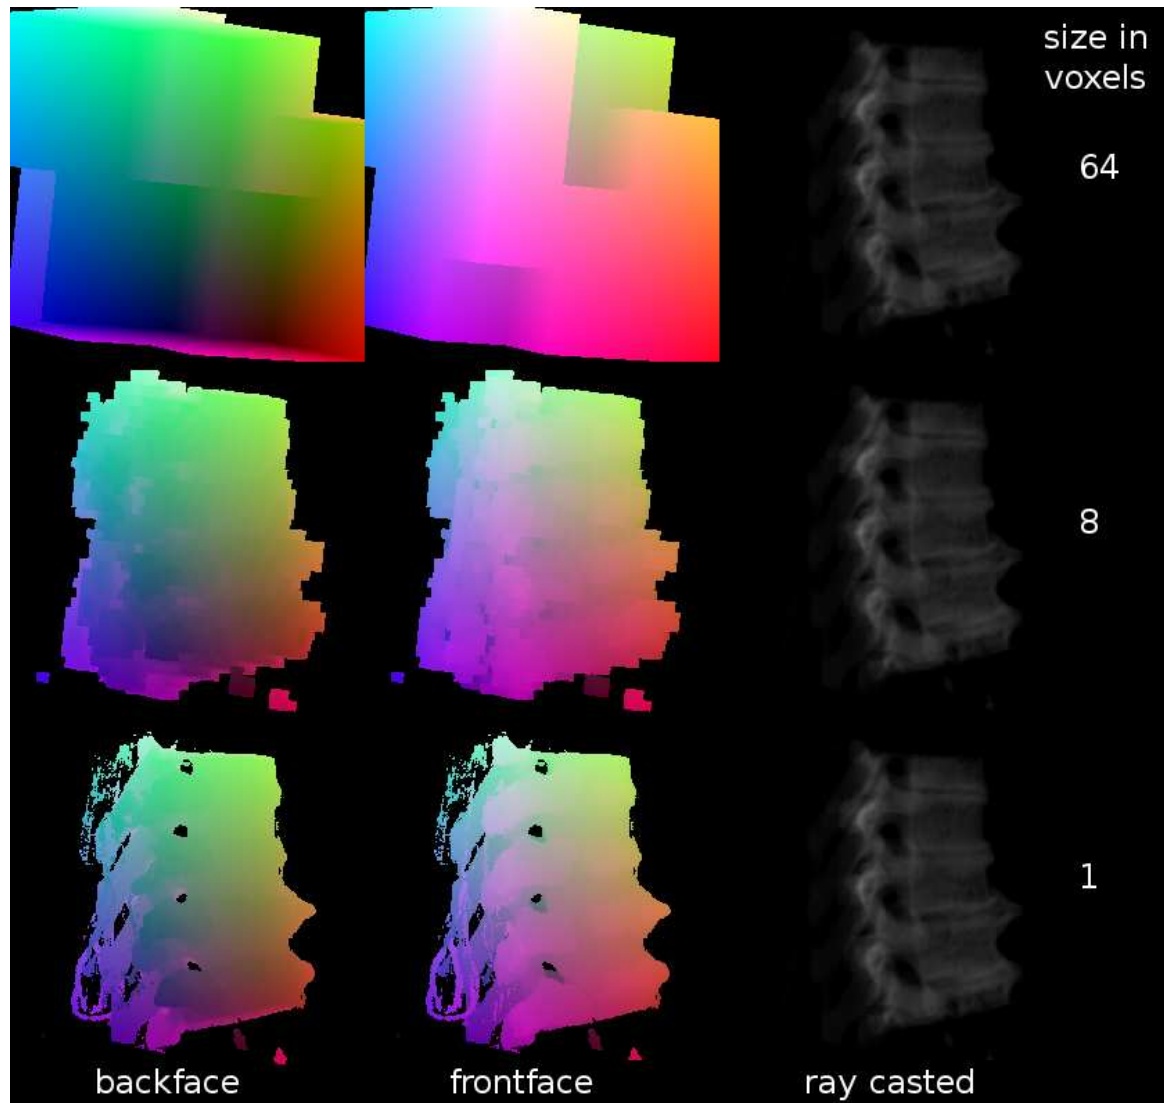 size in
voxels
64
8
1
backface
frontface
ray casted